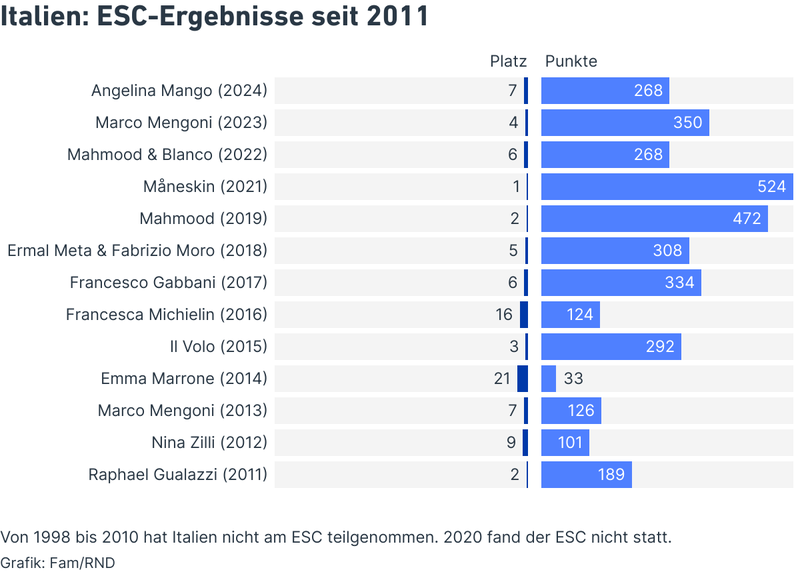 Italien: ESC-Ergebnisse seit 2011
Platz Punkte
Angelina Mango (2024) 7 268
Marco Mengoni (2023) 4 350
Mahmood & Blanco (2022) 6 268
Måneskin (2021) 1 524
Mahmood (2019) 2 472
Ermal Meta & Fabrizio Moro (2018) 5 308
Francesco Gabbani (2017) 6 334
Francesca Michielin (2016) 16 124
Il Volo (2015) 3 292
Emma Marrone (2014) 21 33
Marco Mengoni (2013) 7 126
Nina Zilli (2012) 9 101
Raphael Gualazzi (2011) 2 189
Von 1998 bis 2010 hat Italien nicht am ESC teilgenommen. 2020 fand der ESC nicht statt.
Grafik: Fam/RND